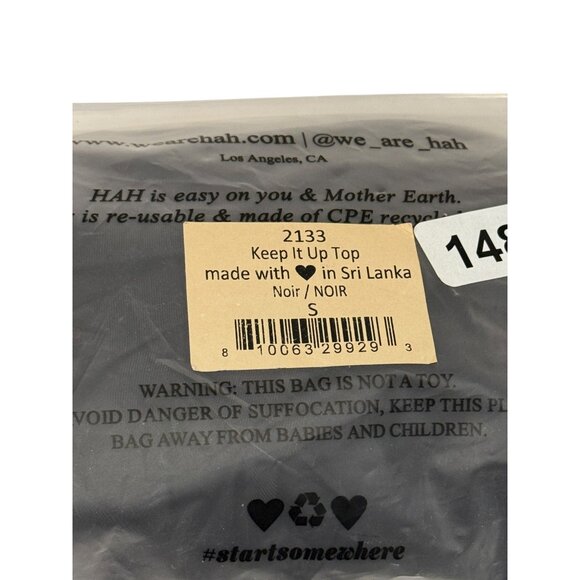 www.wearehah.com | @we_are_hah
Los Angeles, CA
HAH is easy on you & Mother Earth.
is re-usable & made of CPE
2133
Keep It Up Top
made with ♥ in Sri Lanka
Noir / NOIR
S
8 10063 29929 3
148
WARNING: THIS BAG IS NOT A TOY.
VOID DANGER OF SUFFOCATION, KEEP THIS PL
BAG AWAY FROM BABIES AND CHILDREN.
♥♻♥
#startsomewhere